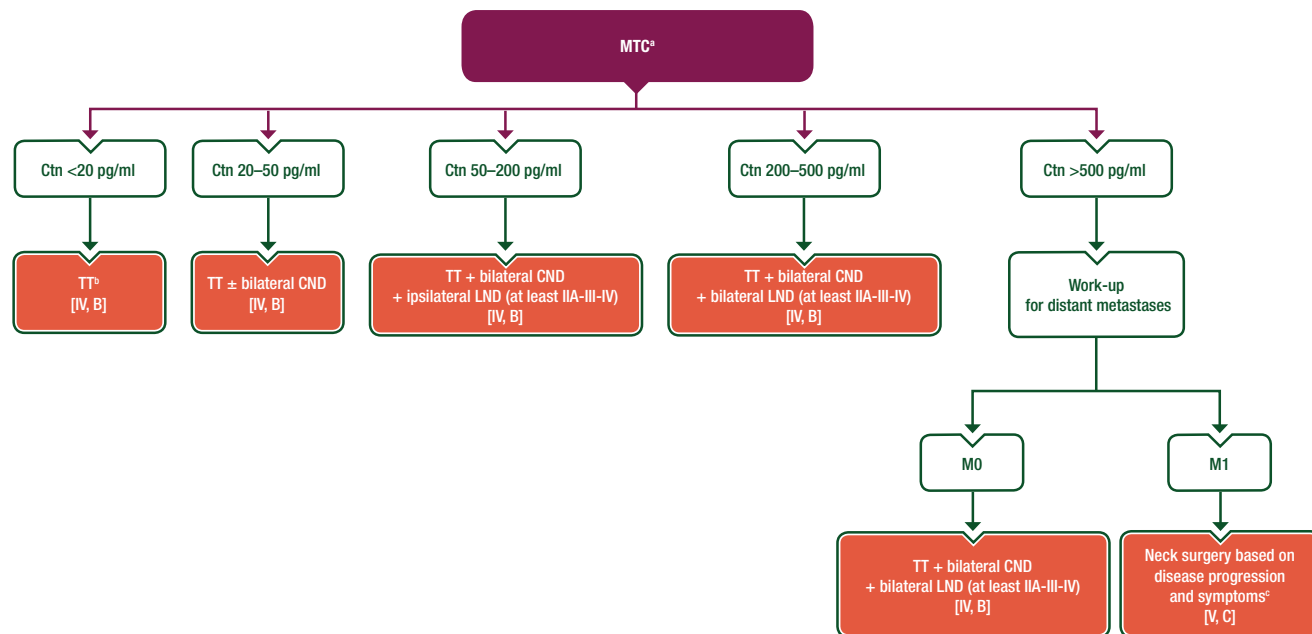 MTCᵃ
Ctn <20 pg/ml
Ctn 20–50 pg/ml
Ctn 50–200 pg/ml
Ctn 200–500 pg/ml
Ctn >500 pg/ml
TTᵇ
[IV, B]
TT ± bilateral CND
[IV, B]
TT + bilateral CND
+ ipsilateral LND (at least IIA-III-IV)
[IV, B]
TT + bilateral CND
+ bilateral LND (at least IIA-III-IV)
[IV, B]
Work-up
for distant metastases
M0
M1
TT + bilateral CND
+ bilateral LND (at least IIA-III-IV)
[IV, B]
Neck surgery based on
disease progression
and symptomsᶜ
[V, C]